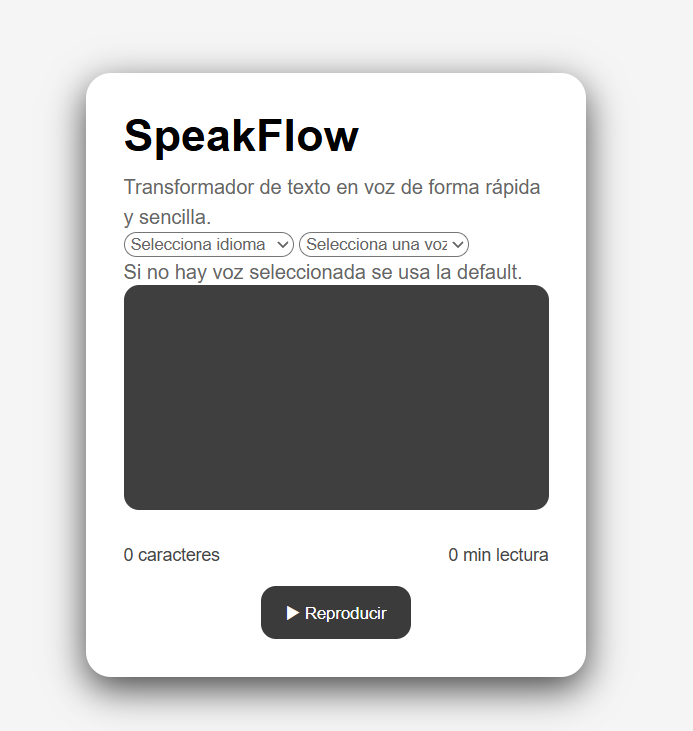 SpeakFlow
Transformador de texto en voz de forma rápida
y sencilla.
Selecciona idioma Selecciona una voz
Si no hay voz seleccionada se usa la default.
0 caracteres 0 min lectura
▶ Reproducir